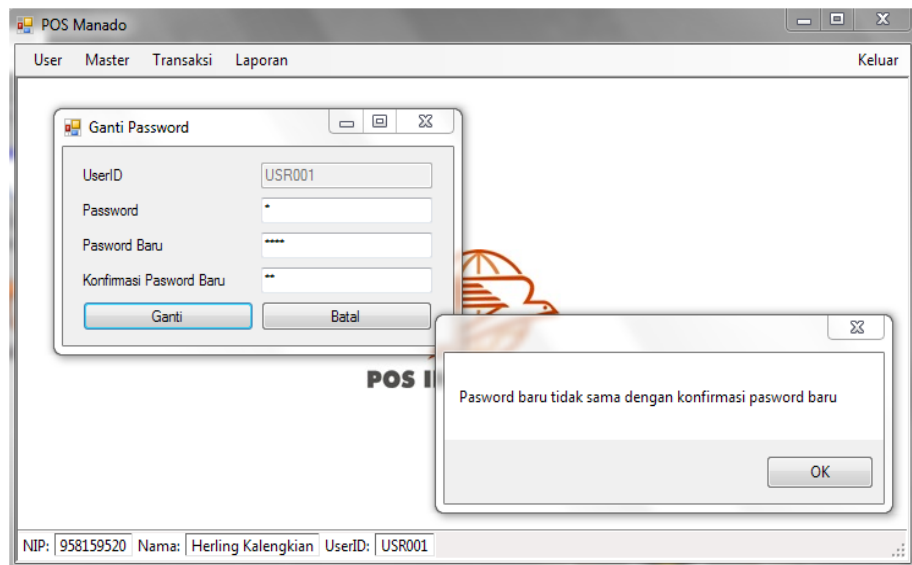 POS Manado
User Master Transaksi Laporan Keluar
Ganti Password
UserID USR001
Password *
Pasword Baru ****
Konfirmasi Pasword Baru **
Ganti Batal
POS
Pasword baru tidak sama dengan konfirmasi pasword baru
OK
NIP: 958159520 Nama: Herling Kalengkian UserID: USR001